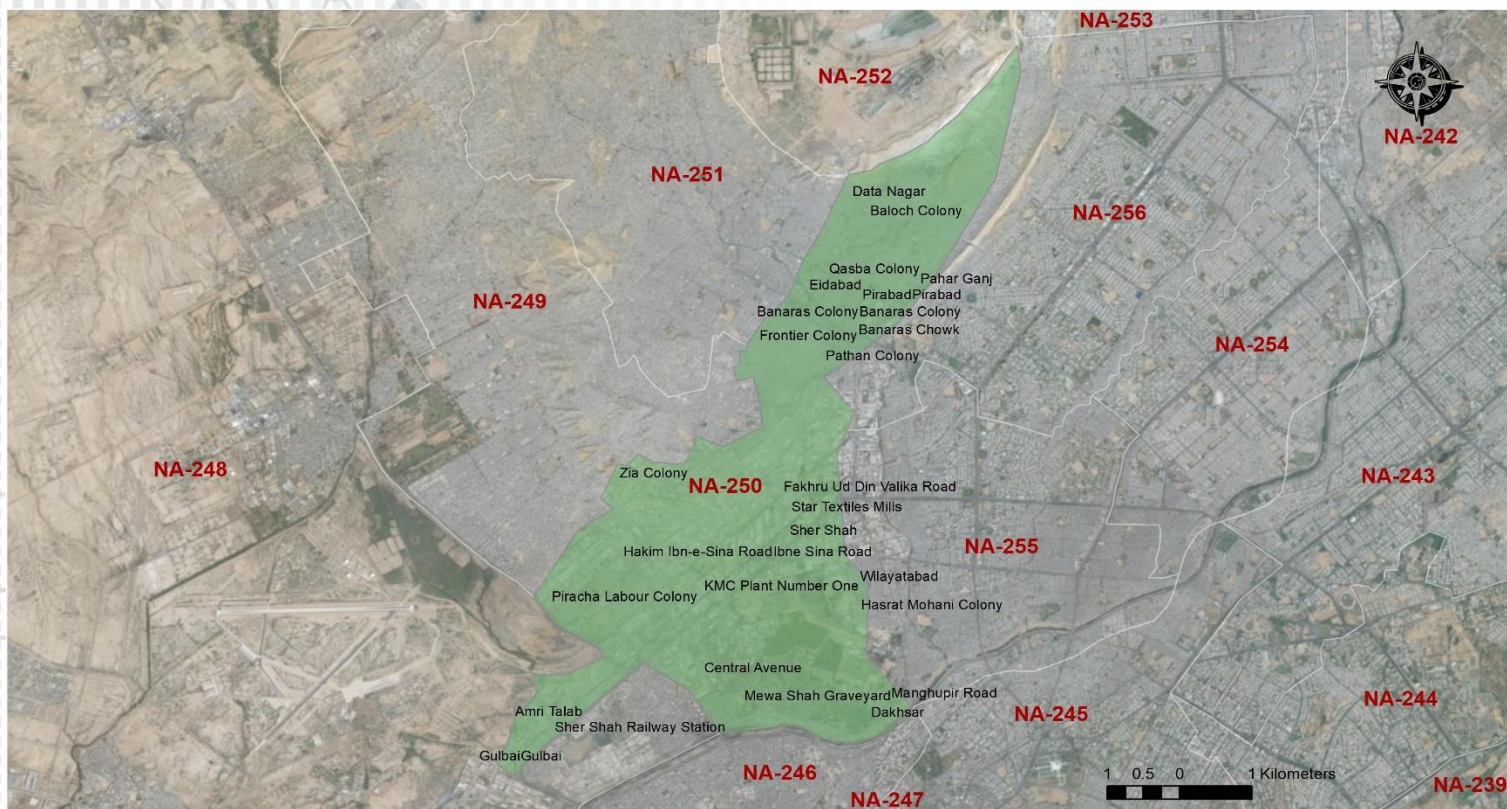 NA-253
NA-252
NA-242
NA-251
Data Nagar
Baloch Colony
NA-256
Qasba Colony
Pahar Ganj
Eidabad
PirabadPirabad
NA-249
Banaras ColonyBanaras Colony
Banaras Chowk
Frontier Colony
NA-254
Pathan Colony
NA-248
Zia Colony
NA-250
NA-243
Fakhru Ud Din Valika Road
Star Textiles Mills
Sher Shah
NA-255
Hakim Ibn-e-Sina RoadIbne Sina Road
Wilayatabad
KMC Plant Number One
Piracha Labour Colony
Hasrat Mohani Colony
Central Avenue
Mewa Shah Graveyard
Manghupir Road
NA-244
Amri Talab
Dakhsar
NA-245
Sher Shah Railway Station
GulbaiGulbai
NA-246
1 0.5 0 1 Kilometers
NA-239
NA-247